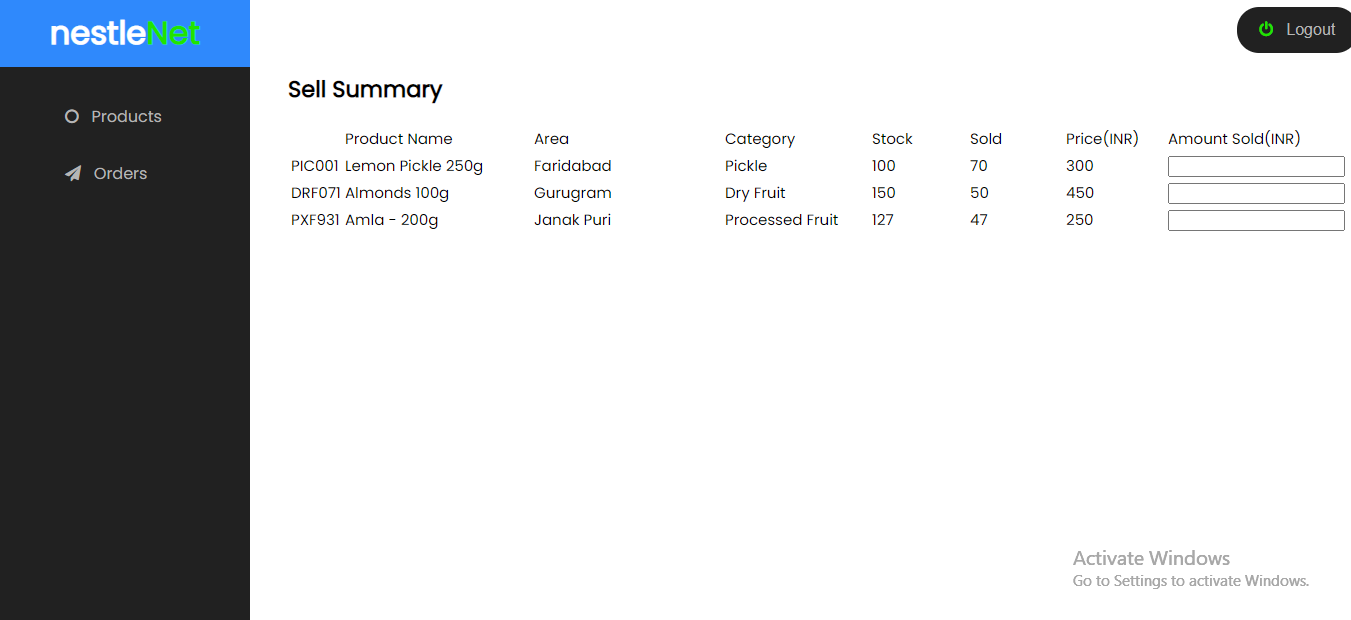 nestleNet
Logout
Products
Orders
Sell Summary
Product Name Area Category Stock Sold Price(INR) Amount Sold(INR)
PIC001 Lemon Pickle 250g Faridabad Pickle 100 70 300
DRF071 Almonds 100g Gurugram Dry Fruit 150 50 450
PXF931 Amla - 200g Janak Puri Processed Fruit 127 47 250
Activate Windows
Go to Settings to activate Windows.